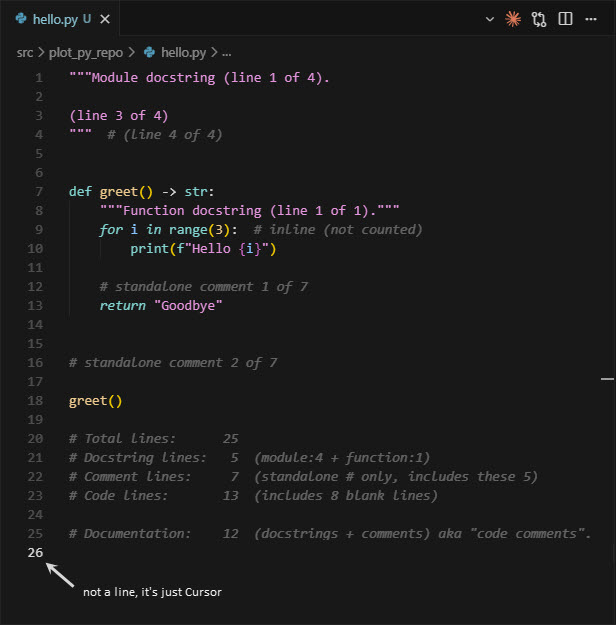 hello.py U
src > plot_py_repo > hello.py > ...
1 """Module docstring (line 1 of 4).
2
3 (line 3 of 4)
4 """  # (line 4 of 4)
5
6
7 def greet() -> str:
8     """Function docstring (line 1 of 1)."""
9     for i in range(3):  # inline (not counted)
10         print(f"Hello {i}")
11
12     # standalone comment 1 of 7
13     return "Goodbye"
14
15
16 # standalone comment 2 of 7
17
18 greet()
19
20 # Total lines:      25
21 # Docstring lines:   5  (module:4 + function:1)
22 # Comment lines:     7  (standalone # only, includes these 5)
23 # Code lines:       13  (includes 8 blank lines)
24
25 # Documentation:    12  (docstrings + comments) aka "code comments".
26
not a line, it's just Cursor